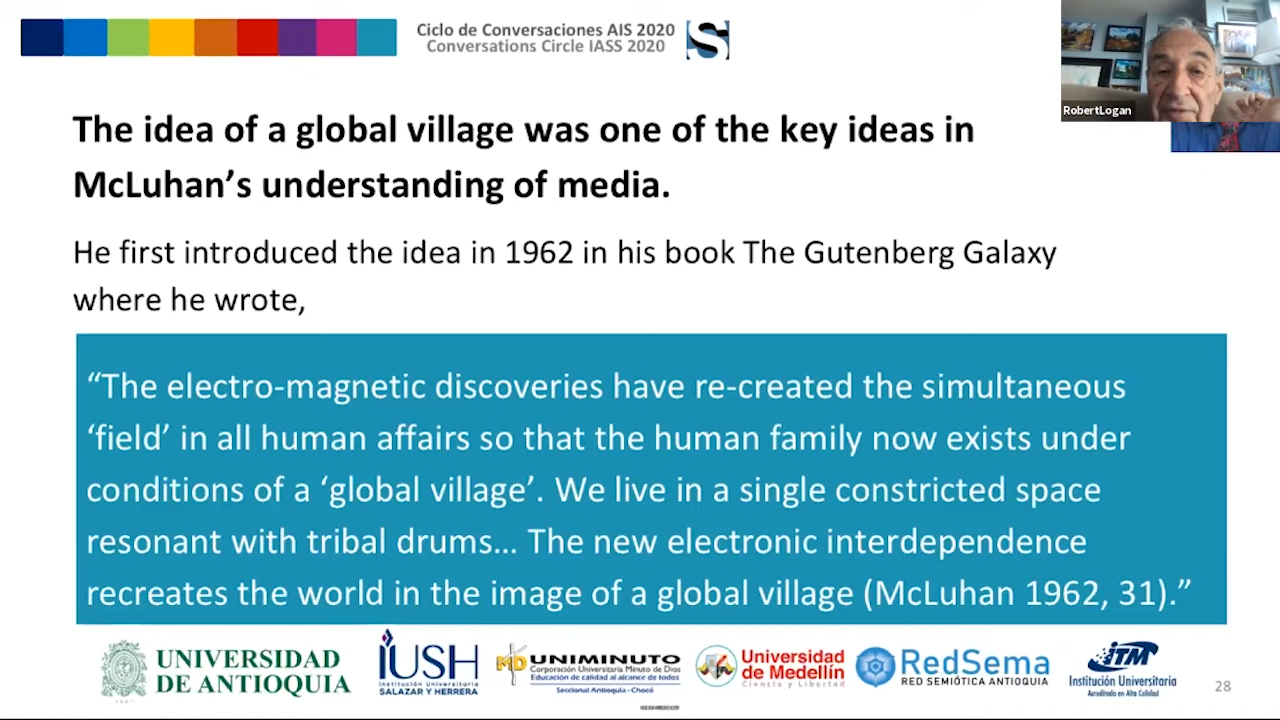 Ciclo de Conversaciones AIS 2020
Conversations Circle IASS 2020
S
RobertLogan
The idea of a global village was one of the key ideas in
McLuhan’s understanding of media.
He first introduced the idea in 1962 in his book The Gutenberg Galaxy
where he wrote,
“The electro-magnetic discoveries have re-created the simultaneous
‘field’ in all human affairs so that the human family now exists under
conditions of a ‘global village’. We live in a single constricted space
resonant with tribal drums… The new electronic interdependence
recreates the world in the image of a global village (McLuhan 1962, 31).”
UNIVERSIDAD
DE ANTIOQUIA
IUSH
Institución Universitaria
SALAZAR Y HERRERA
MD UNIMINUTO
Corporación Universitaria Minuto de Dios
Educación de calidad al alcance de todos
Seccional Antioquia - Chocó
Universidad
de Medellín
Ciencia y Libertad
RedSema
RED SEMIÓTICA ANTIOQUIA
iTM
Institución Universitaria
Acreditada en Alta Calidad
28